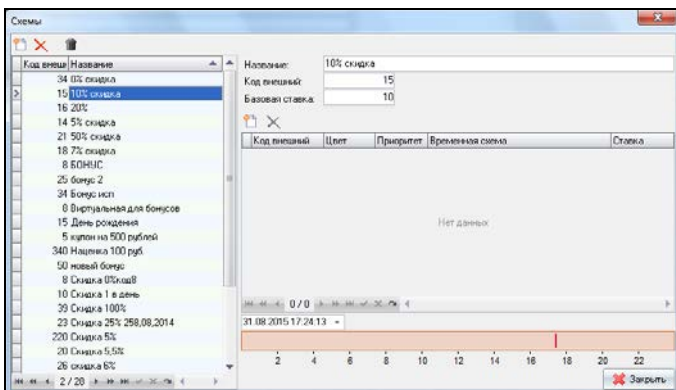 Схемы
Код внешн Название
34 0% скидка
15 10% скидка
16 20%
14 5% скидка
21 50% скидка
18 7% скидка
8 БОНУС
25 бонус 2
34 Бонус исп
0 Виртуальная для бонусов
15 День рождения
5 купон на 500 рублей
340 Наценка 100 руб.
50 новый бонус
8 Скидка 0%код8
10 Скидка 1 в день
39 Скидка 100%
23 Скидка 25% 258,08,2014
220 Скидка 5%
20 Скидка 5,5%
26 скидка 6%
2 / 28
Название: 10% скидка
Код внешний: 15
Базовая ставка: 10
Код внешний Цвет Приоритет Временная схема Ставка
Нет данных
0 / 0
31.08.2015 17:24:13
2 4 6 8 10 12 14 16 18 20 22
Закрыть